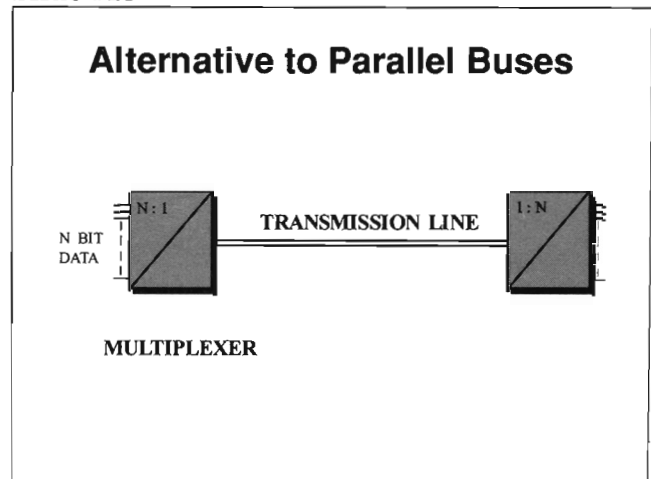 Alternative to Parallel Buses
N : 1
1 : N
TRANSMISSION LINE
N BIT
DATA
MULTIPLEXER